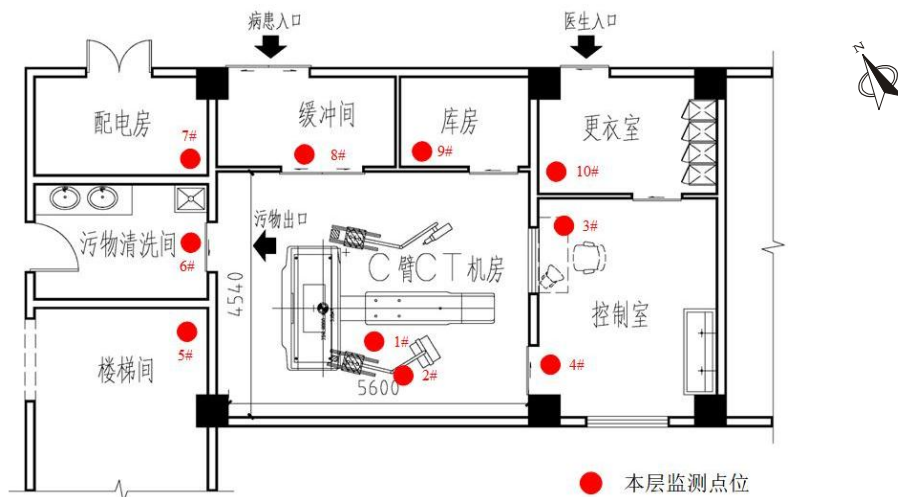 病患入口
医生入口
N
配电房
7#
缓冲间
8#
库房
9#
更衣室
10#
污物出口
污物清洗间
6#
3#
C臂CT机房
控制室
4540
5#
楼梯间
1#
2#
4#
5600
本层监测点位